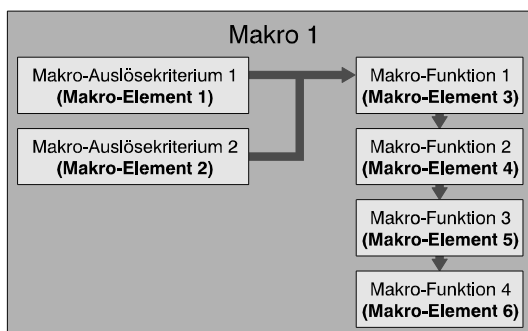 Makro 1
Makro-Auslösekriterium 1
(Makro-Element 1)
Makro-Auslösekriterium 2
(Makro-Element 2)
Makro-Funktion 1
(Makro-Element 3)
Makro-Funktion 2
(Makro-Element 4)
Makro-Funktion 3
(Makro-Element 5)
Makro-Funktion 4
(Makro-Element 6)